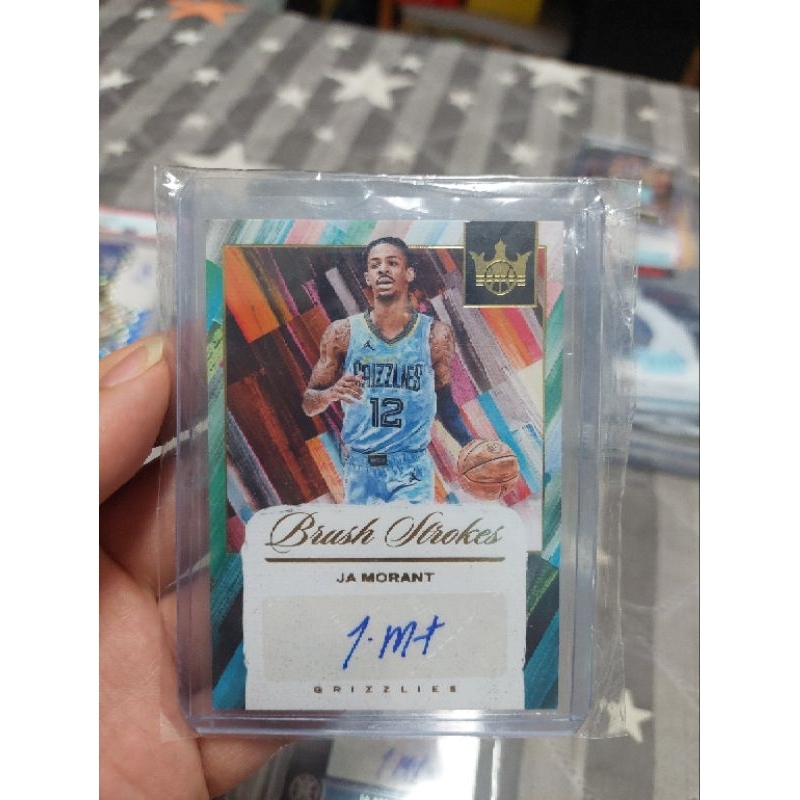 GRIZZLIES
12
Brush Strokes
JA MORANT
J. M-t
GRIZZLIES